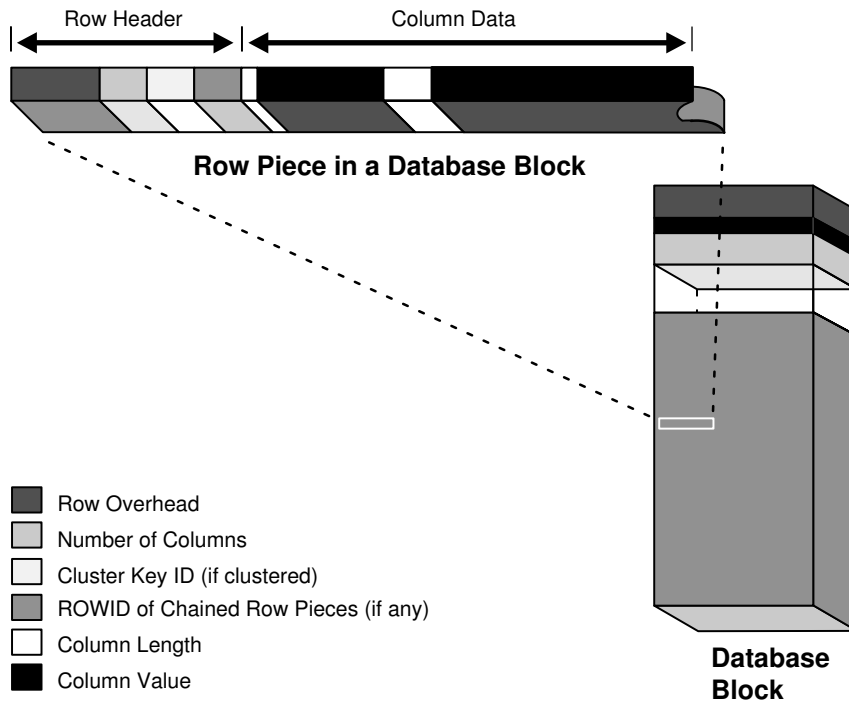 Row Header
Column Data
Row Piece in a Database Block
Row Overhead
Number of Columns
Cluster Key ID (if clustered)
ROWID of Chained Row Pieces (if any)
Column Length
Column Value
Database
Block